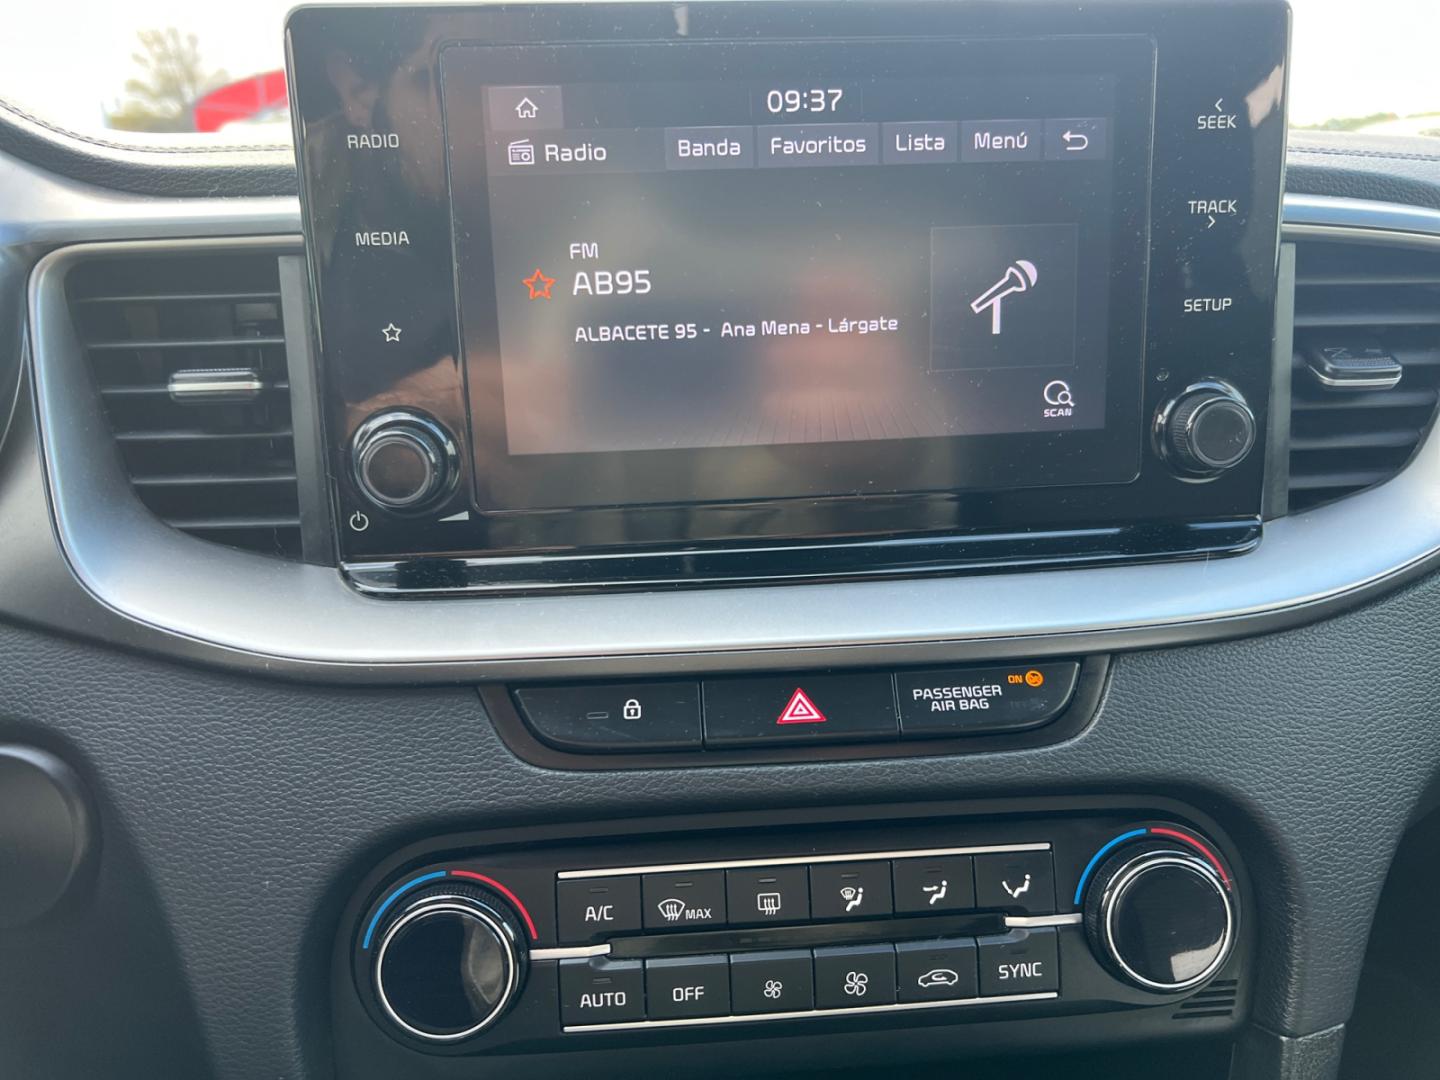 09:37
RADIO
Radio
Banda
Favoritos
Lista
Menú
SEEK
MEDIA
FM
AB95
ALBACETE 95 - Ana Mena - Lárgate
TRACK
SETUP
SCAN
ON
PASSENGER
AIR BAG
A/C
MAX
AUTO
OFF
SYNC